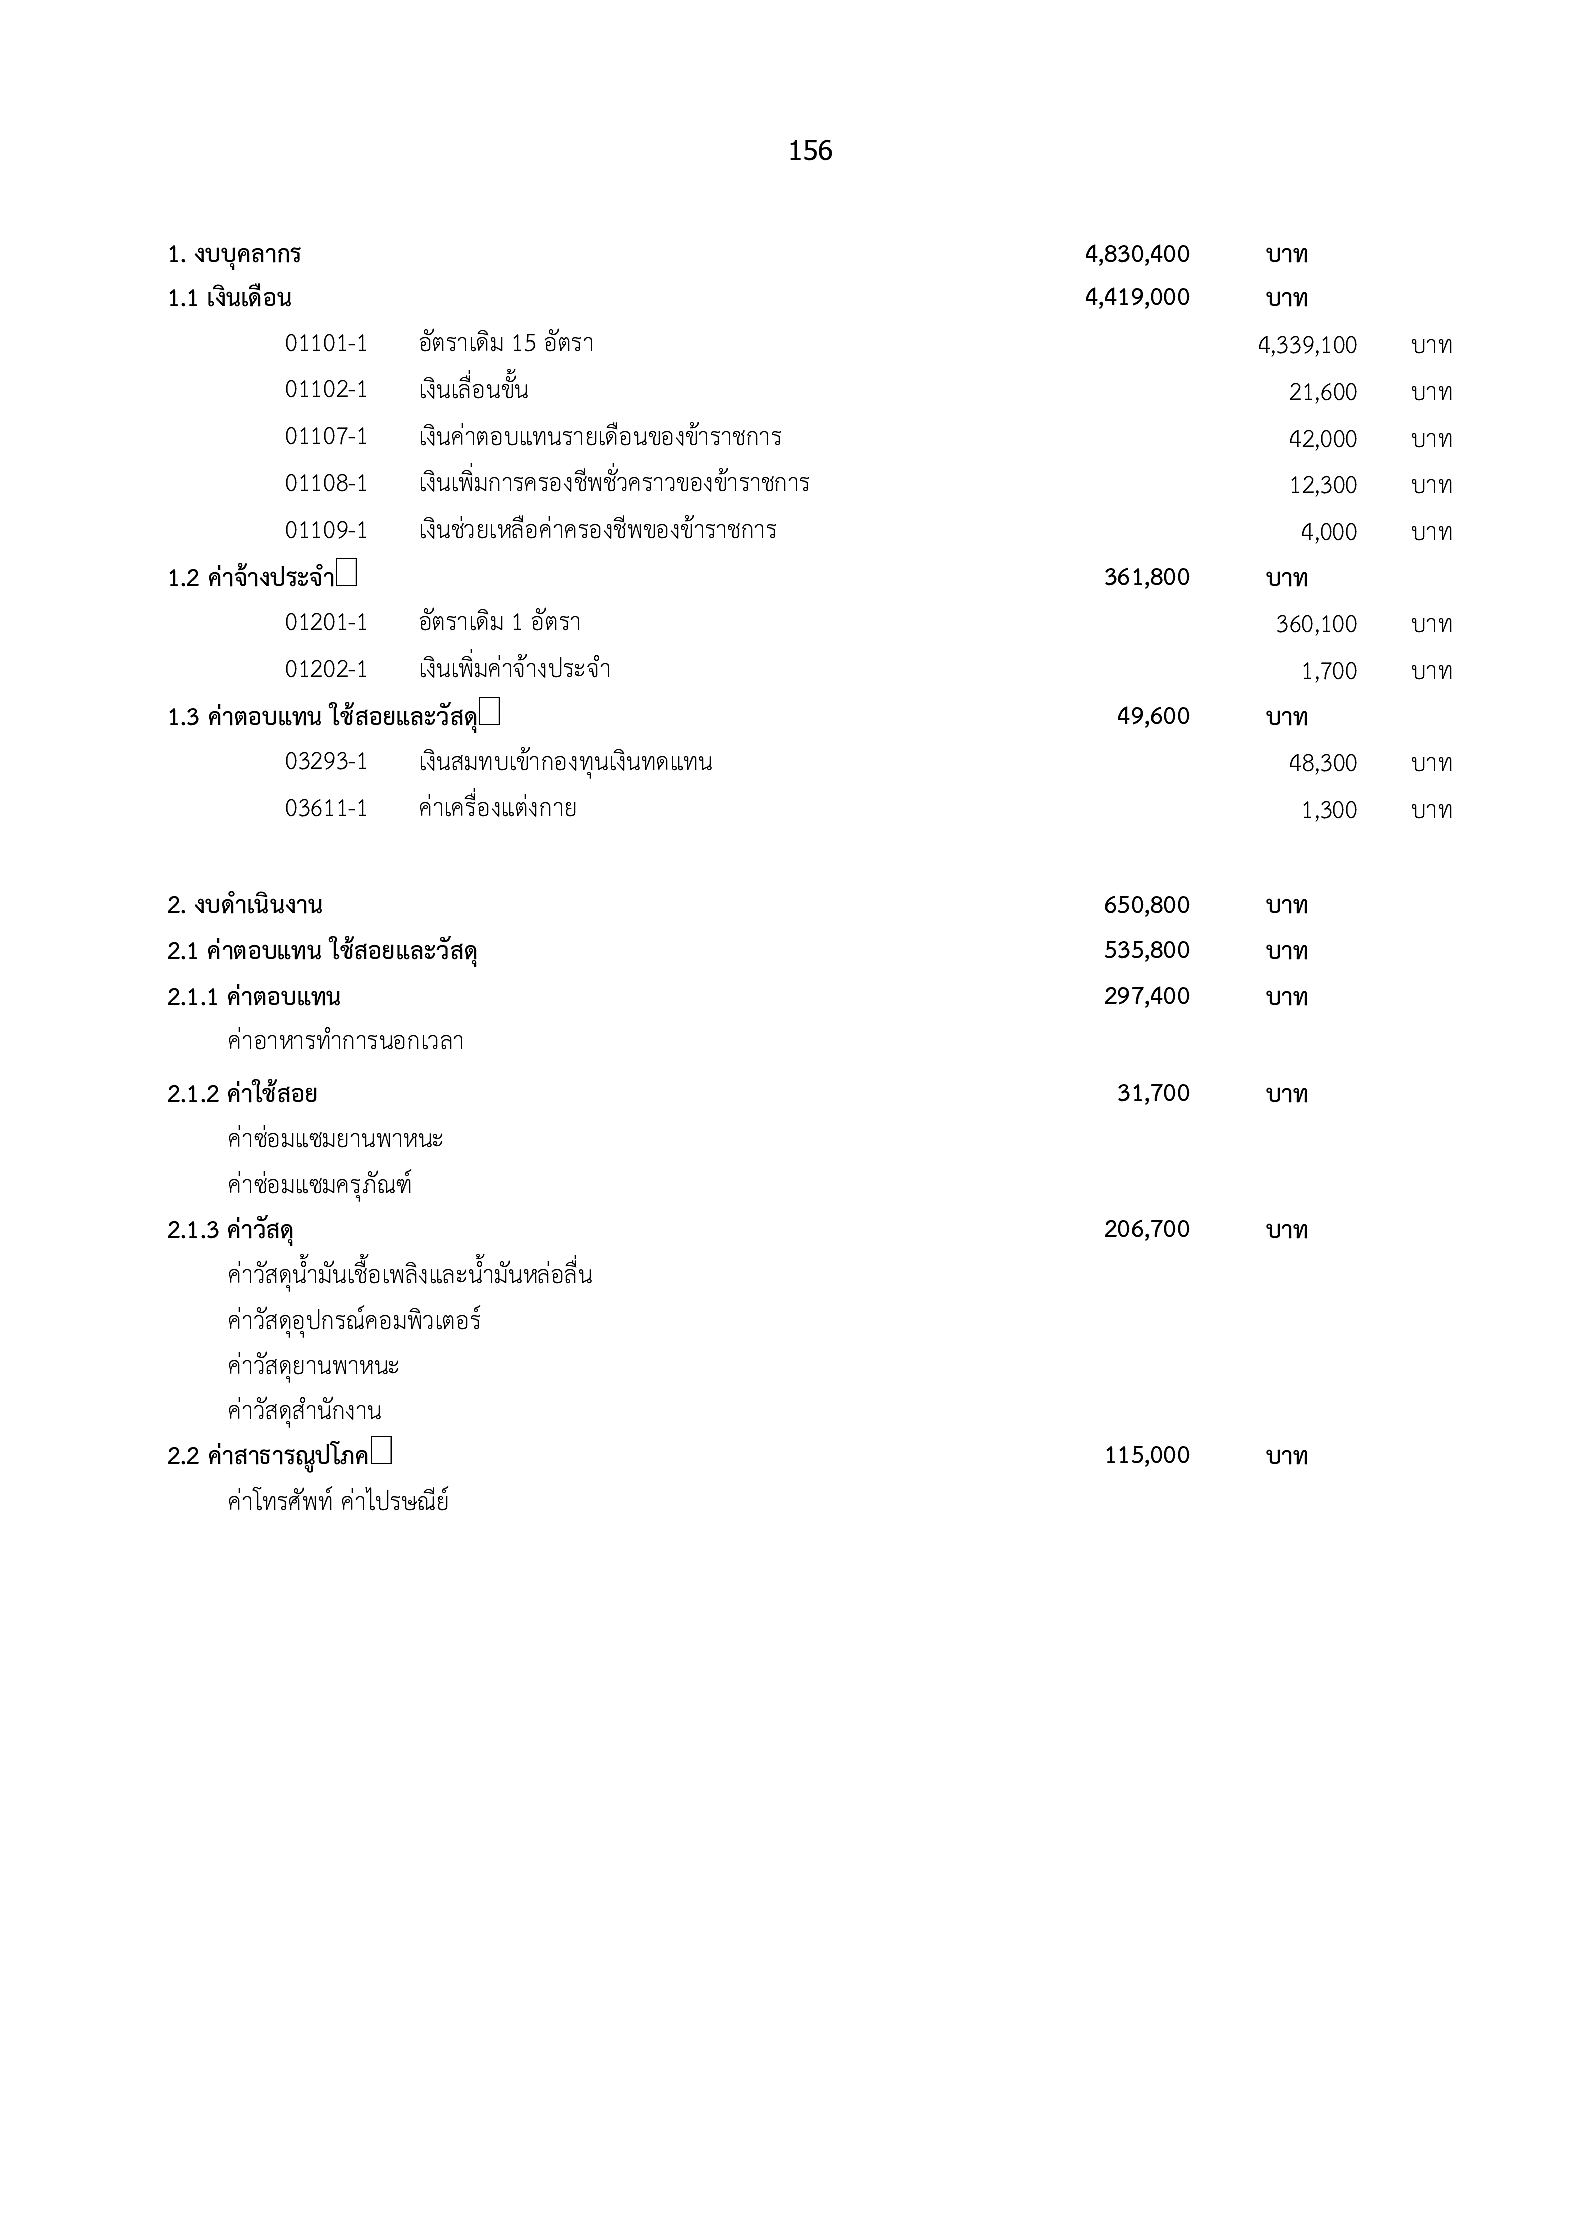 156
1. งบบุคลากร 4,830,400 บาท
1.1 เงินเดือน 4,419,000 บาท
01101-1 อัตราเดิม 15 อัตรา 4,339,100 บาท
01102-1 เงินเลื่อนขั้น 21,600 บาท
01107-1 เงินค่าตอบแทนรายเดือนของข้าราชการ 42,000 บาท
01108-1 เงินเพิ่มการครองชีพชั่วคราวของข้าราชการ 12,300 บาท
01109-1 เงินช่วยเหลือค่าครองชีพของข้าราชการ 4,000 บาท
1.2 ค่าจ้างประจำ 361,800 บาท
01201-1 อัตราเดิม 1 อัตรา 360,100 บาท
01202-1 เงินเพิ่มค่าจ้างประจำ 1,700 บาท
1.3 ค่าตอบแทน ใช้สอยและวัสดุ 49,600 บาท
03293-1 เงินสมทบเข้ากองทุนเงินทดแทน 48,300 บาท
03611-1 ค่าเครื่องแต่งกาย 1,300 บาท
2. งบดำเนินงาน 650,800 บาท
2.1 ค่าตอบแทน ใช้สอยและวัสดุ 535,800 บาท
2.1.1 ค่าตอบแทน 297,400 บาท
ค่าอาหารทำการนอกเวลา
2.1.2 ค่าใช้สอย 31,700 บาท
ค่าซ่อมแซมยานพาหนะ
ค่าซ่อมแซมครุภัณฑ์
2.1.3 ค่าวัสดุ 206,700 บาท
ค่าวัสดุน้ำมันเชื้อเพลิงและน้ำมันหล่อลื่น
ค่าวัสดุอุปกรณ์คอมพิวเตอร์
ค่าวัสดุยานพาหนะ
ค่าวัสดุสำนักงาน
2.2 ค่าสาธารณูปโภค 115,000 บาท
ค่าโทรศัพท์ ค่าไปรษณีย์